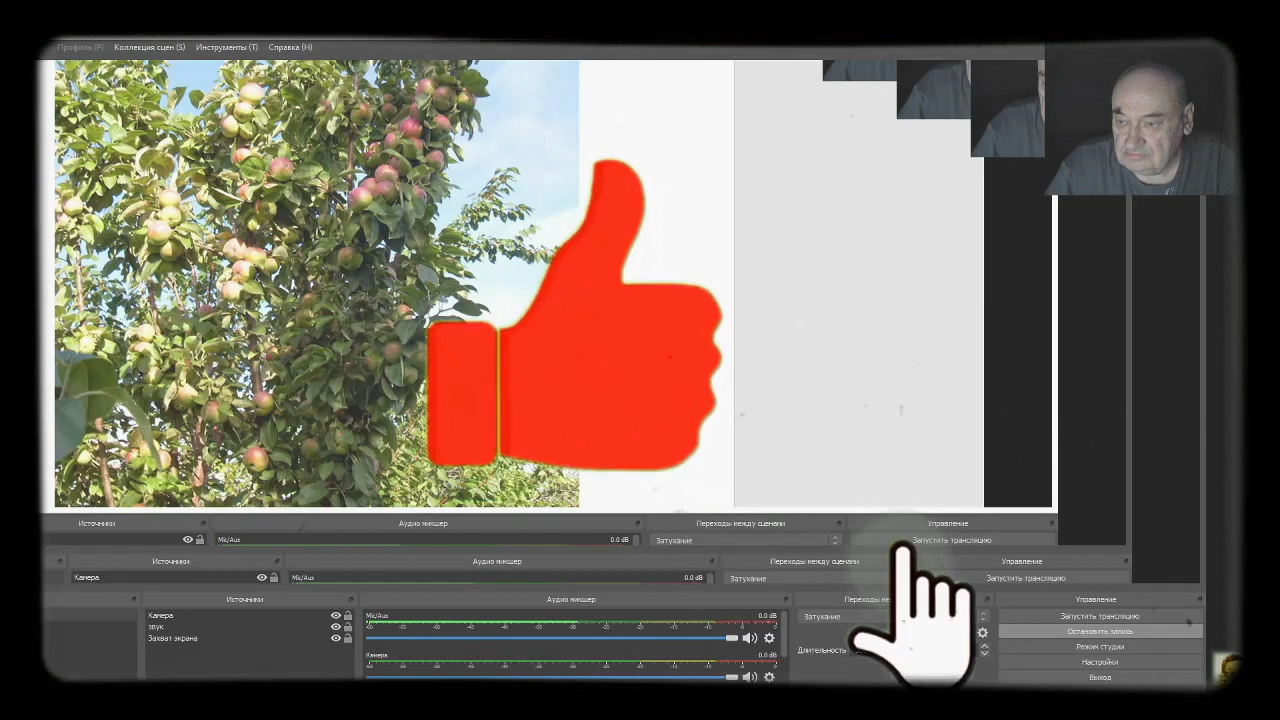 Профиль (P) Коллекция сцен (S) Инструменты (T) Справка (H)
Источники Аудио микшер Переходы между сценами Управление
Mic/Aux 0.0 dB Затухание Запустить трансляцию
Источники Аудио микшер Переходы между сценами Управление
Камера Mic/Aux 0.0 dB Затухание Запустить трансляцию
Источники Аудио микшер Переходы ме Управление
Камера Mic/Aux 0.0 dB Затухание Запустить трансляцию
звук Остановить запись
Захват экрана Режим студии
Камера 0.0 dB Длительность Настройки
Выход